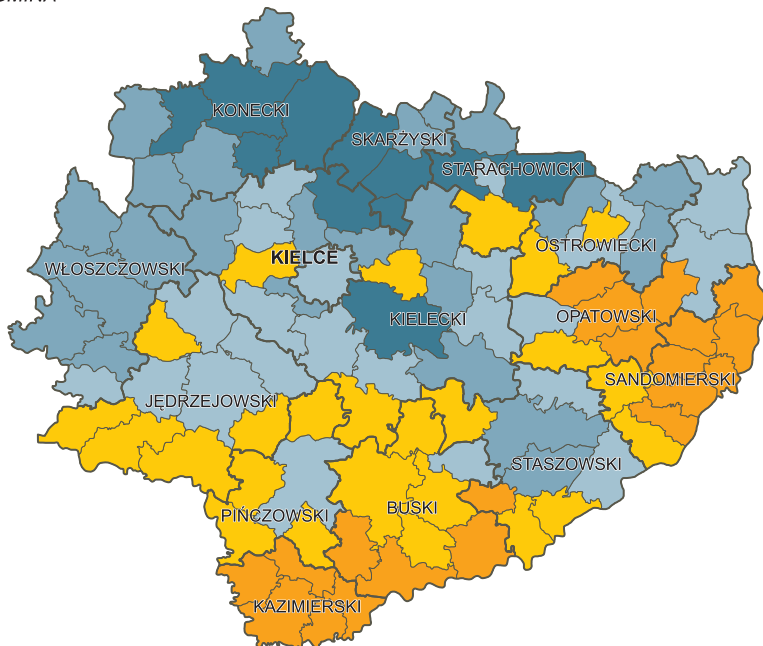 KONECKI
SKARŻYSKI
STARACHOWICKI
OSTROWIECKI
KIELCE
WŁOSZCZOWSKI
OPATOWSKI
KIELECKI
SANDOMIERSKI
JĘDRZEJOWSKI
STASZOWSKI
BUSKI
PIŃCZOWSKI
KAZIMIERSKI